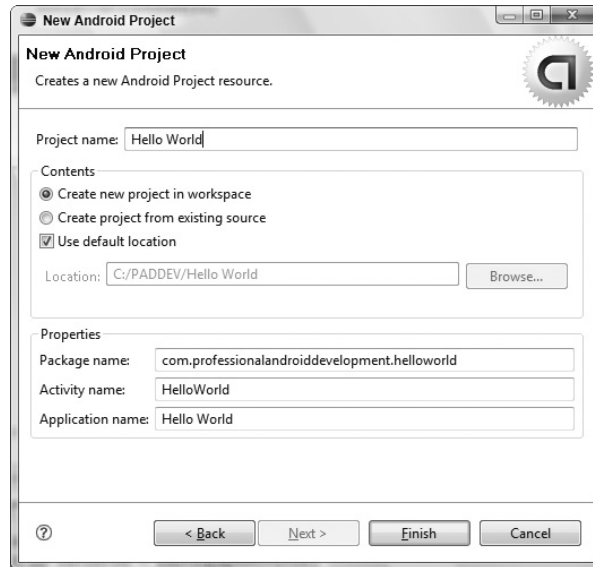 New Android Project
New Android Project
Creates a new Android Project resource.
Project name: Hello World
Contents
Create new project in workspace
Create project from existing source
Use default location
Location: C:/PADDEV/Hello World Browse...
Properties
Package name: com.professionalandroiddevelopment.helloworld
Activity name: HelloWorld
Application name: Hello World
? < Back Next > Finish Cancel